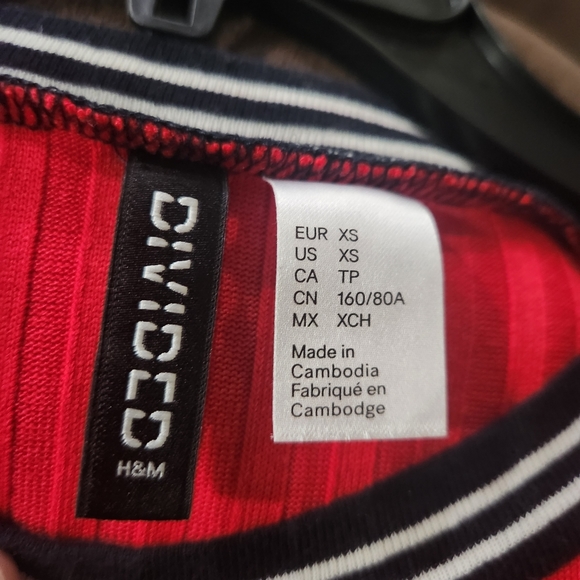 DIVIDED
H&M
EUR XS
US XS
CA TP
CN 160/80A
MX XCH
Made in
Cambodia
Fabriqué en
Cambodge